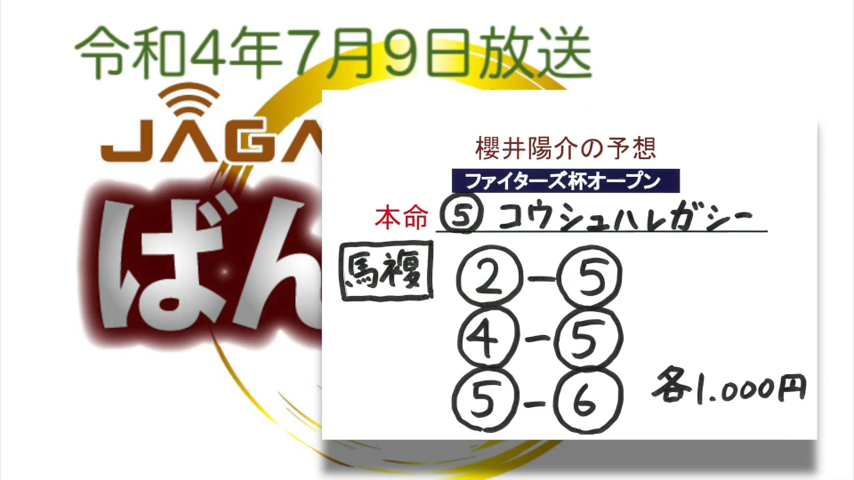 令和4年7月9日放送
JAGA
ばん
櫻井陽介の予想
ファイターズ杯オープン
本命 ⑤ コウシュハレガシー
馬複 ②-⑤
④-⑤
⑤-⑥ 各1.000円